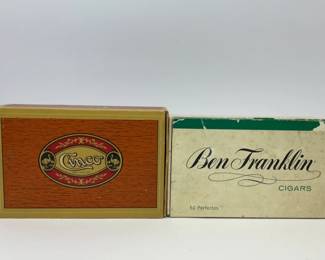 Cinco
Ben Franklin
CIGARS
50 Perfectos